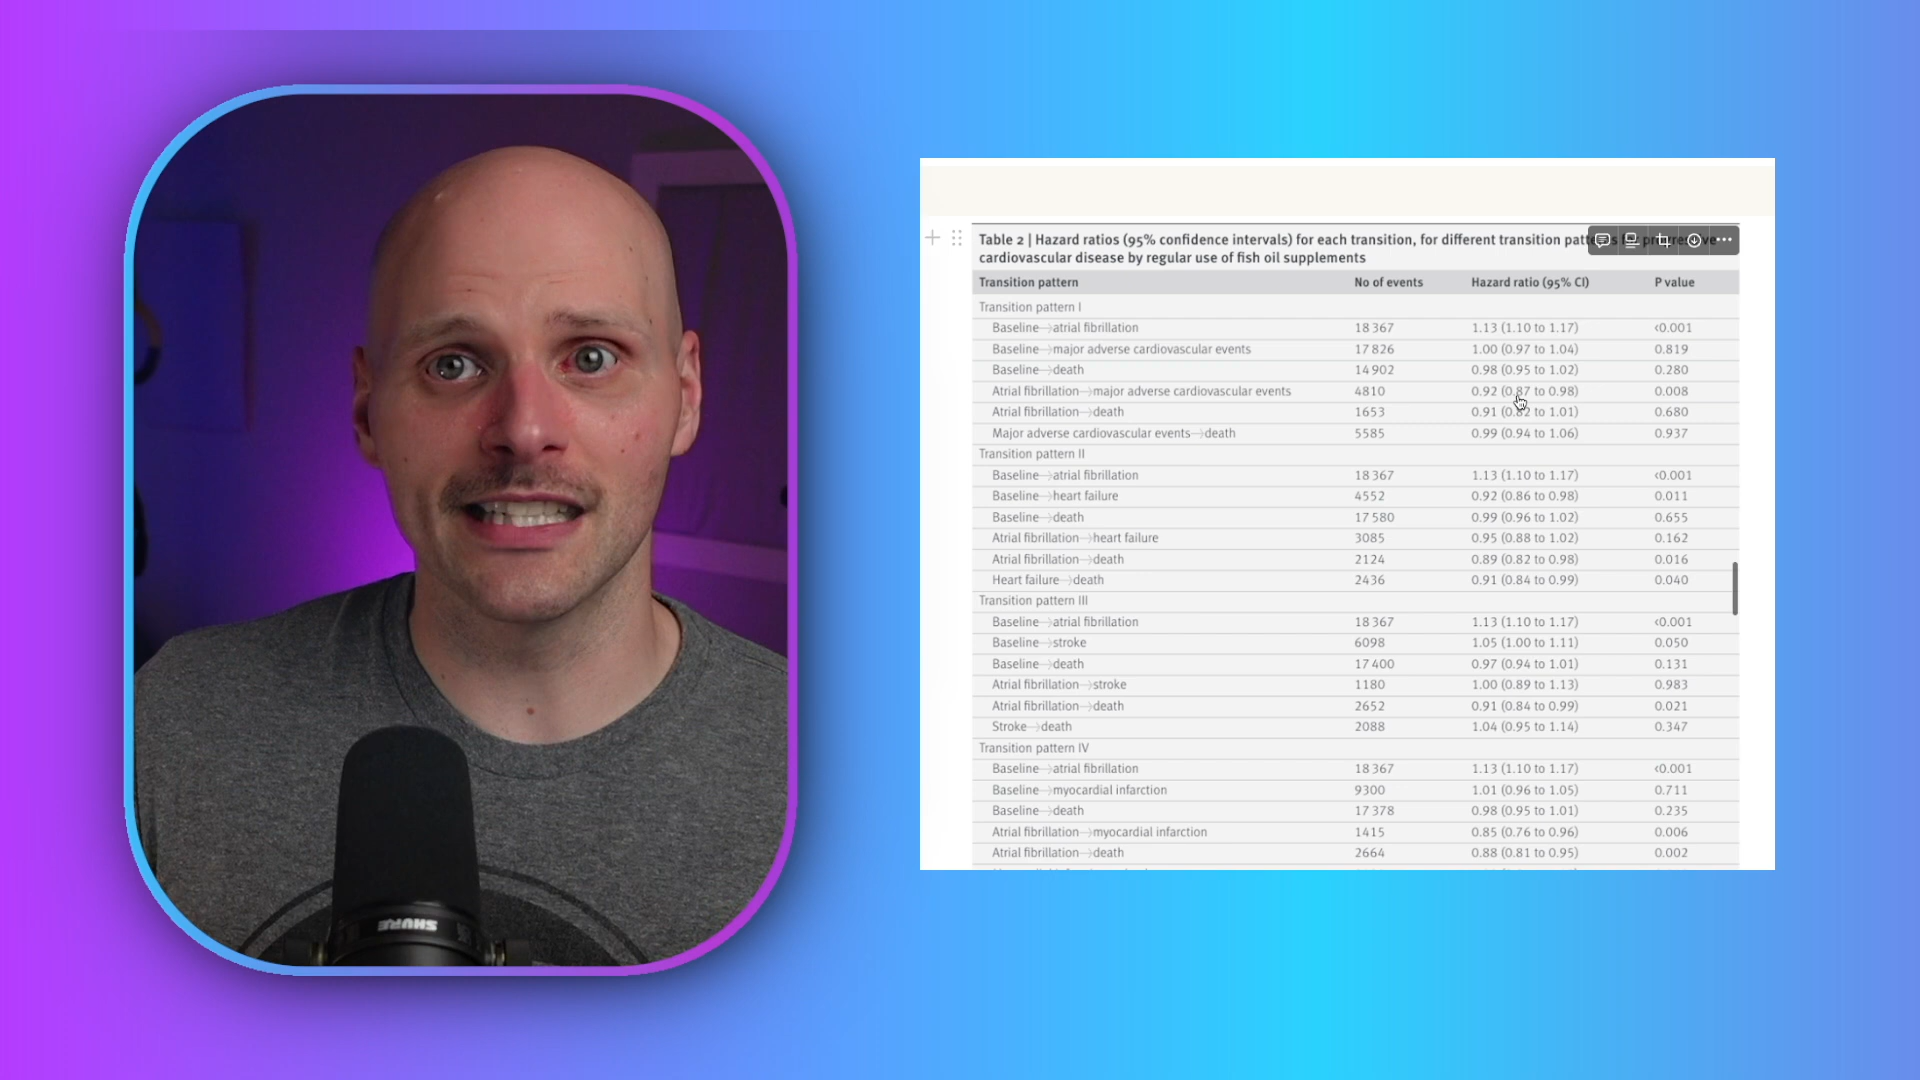 Table 2 | Hazard ratios (95% confidence intervals) for each transition, for different transition patterns for progressive
cardiovascular disease by regular use of fish oil supplements
Transition pattern No of events Hazard ratio (95% CI) P value
Transition pattern I
Baseline→atrial fibrillation 18 367 1.13 (1.10 to 1.17) <0.001
Baseline→major adverse cardiovascular events 17 826 1.00 (0.97 to 1.04) 0.819
Baseline→death 14 902 0.98 (0.95 to 1.02) 0.280
Atrial fibrillation→major adverse cardiovascular events 4810 0.92 (0.87 to 0.98) 0.008
Atrial fibrillation→death 1653 0.91 (0.82 to 1.01) 0.680
Major adverse cardiovascular events→death 5585 0.99 (0.94 to 1.06) 0.937
Transition pattern II
Baseline→atrial fibrillation 18 367 1.13 (1.10 to 1.17) <0.001
Baseline→heart failure 4552 0.92 (0.86 to 0.98) 0.011
Baseline→death 17 580 0.99 (0.96 to 1.02) 0.655
Atrial fibrillation→heart failure 3085 0.95 (0.88 to 1.02) 0.162
Atrial fibrillation→death 2124 0.89 (0.82 to 0.98) 0.016
Heart failure→death 2436 0.91 (0.84 to 0.99) 0.040
Transition pattern III
Baseline→atrial fibrillation 18 367 1.13 (1.10 to 1.17) <0.001
Baseline→stroke 6098 1.05 (1.00 to 1.11) 0.050
Baseline→death 17 400 0.97 (0.94 to 1.01) 0.131
Atrial fibrillation→stroke 1180 1.00 (0.89 to 1.13) 0.983
Atrial fibrillation→death 2652 0.91 (0.84 to 0.99) 0.021
Stroke→death 2088 1.04 (0.95 to 1.14) 0.347
Transition pattern IV
Baseline→atrial fibrillation 18 367 1.13 (1.10 to 1.17) <0.001
Baseline→myocardial infarction 9300 1.01 (0.96 to 1.05) 0.711
Baseline→death 17 378 0.98 (0.95 to 1.01) 0.235
Atrial fibrillation→myocardial infarction 1415 0.85 (0.76 to 0.96) 0.006
Atrial fibrillation→death 2664 0.88 (0.81 to 0.95) 0.002
SHURE